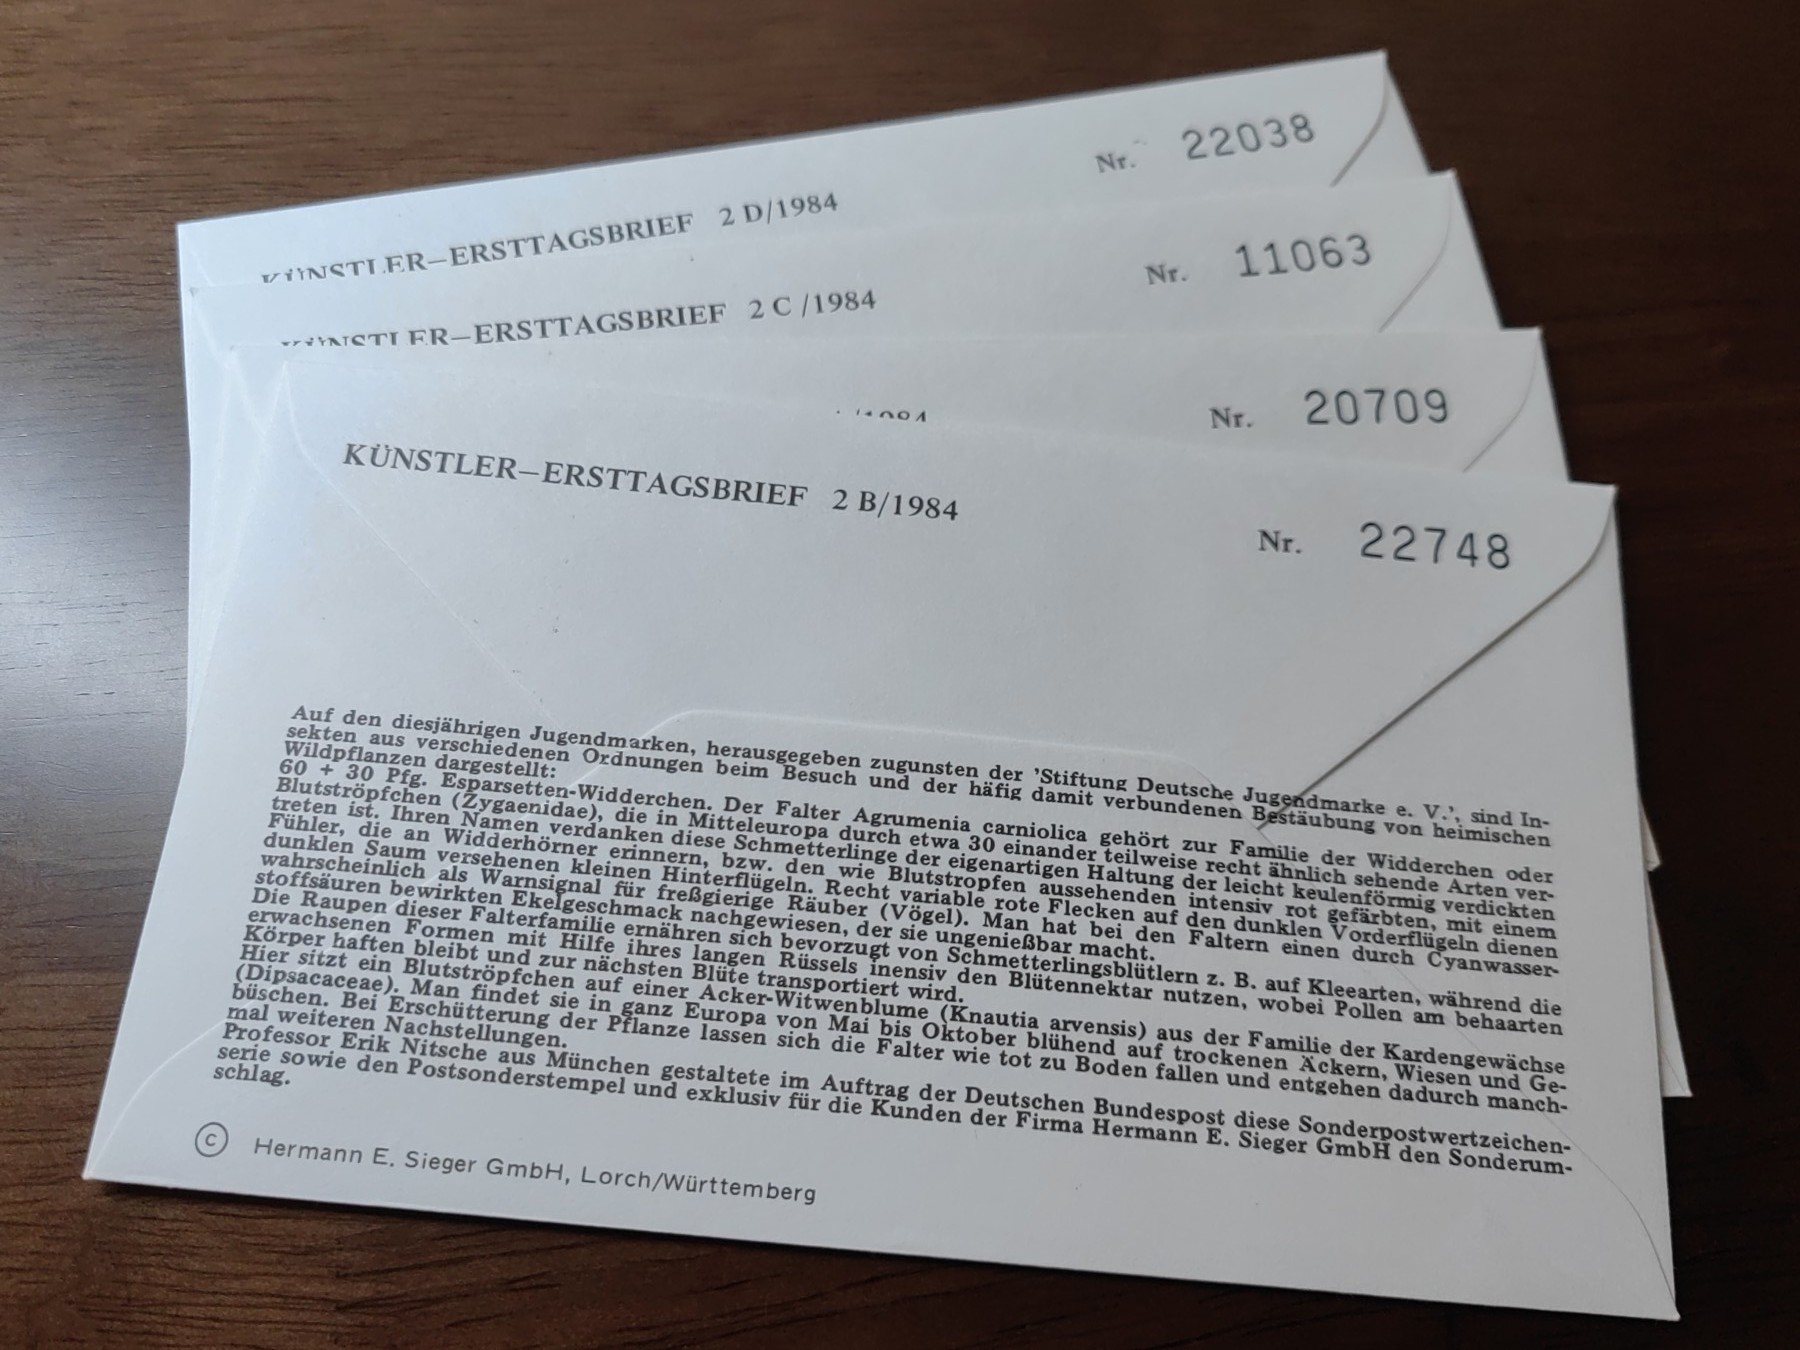 KÜNSTLER–ERSTTAGSBRIEF 2 D/1984
Nr. 22038
KÜNSTLER–ERSTTAGSBRIEF 2 C /1984
Nr. 11063
Nr. 20709
KÜNSTLER–ERSTTAGSBRIEF 2 B/1984
Nr. 22748
Auf den diesjährigen Jugendmarken, herausgegeben zugunsten der 'Stiftung Deutsche Jugendmarke e. V.', sind In-
sekten aus verschiedenen Ordnungen beim Besuch und der häfig damit verbundenen Bestäubung von heimischen
Wildpflanzen dargestellt:
60 + 30 Pfg. Esparsetten-Widderchen. Der Falter Agrumenia carniolica gehört zur Familie der Widderchen oder
Blutströpfchen (Zygaenidae), die in Mitteleuropa durch etwa 30 einander teilweise recht ähnlich sehende Arten ver-
treten ist. Ihren Namen verdanken diese Schmetterlinge der eigenartigen Haltung der leicht keulenförmig verdickten
Fühler, die an Widderhörner erinnern, bzw. den wie Blutstropfen aussehenden intensiv rot gefärbten, mit einem
dunklen Saum versehenen kleinen Hinterflügeln. Recht variable rote Flecken auf den dunklen Vorderflügeln dienen
wahrscheinlich als Warnsignal für freßgierige Räuber (Vögel). Man hat bei den Faltern einen durch Cyanwasser-
stoffsäuren bewirkten Ekelgeschmack nachgewiesen, der sie ungenießbar macht.
Die Raupen dieser Falterfamilie ernähren sich bevorzugt von Schmetterlingsblütlern z. B. auf Kleearten, während die
erwachsenen Formen mit Hilfe ihres langen Rüssels inensiv den Blütennektar nutzen, wobei Pollen am behaarten
Körper haften bleibt und zur nächsten Blüte transportiert wird.
Hier sitzt ein Blutströpfchen auf einer Acker-Witwenblume (Knautia arvensis) aus der Familie der Kardengewächse
(Dipsacaceae). Man findet sie in ganz Europa von Mai bis Oktober blühend auf trockenen Äckern, Wiesen und Ge-
büschen. Bei Erschütterung der Pflanze lassen sich die Falter wie tot zu Boden fallen und entgehen dadurch manch-
mal weiteren Nachstellungen.
Professor Erik Nitsche aus München gestaltete im Auftrag der Deutschen Bundespost diese Sonderpostwertzeichen-
serie sowie den Postsonderstempel und exklusiv für die Kunden der Firma Hermann E. Sieger GmbH den Sonderum-
schlag.
© Hermann E. Sieger GmbH, Lorch/Württemberg